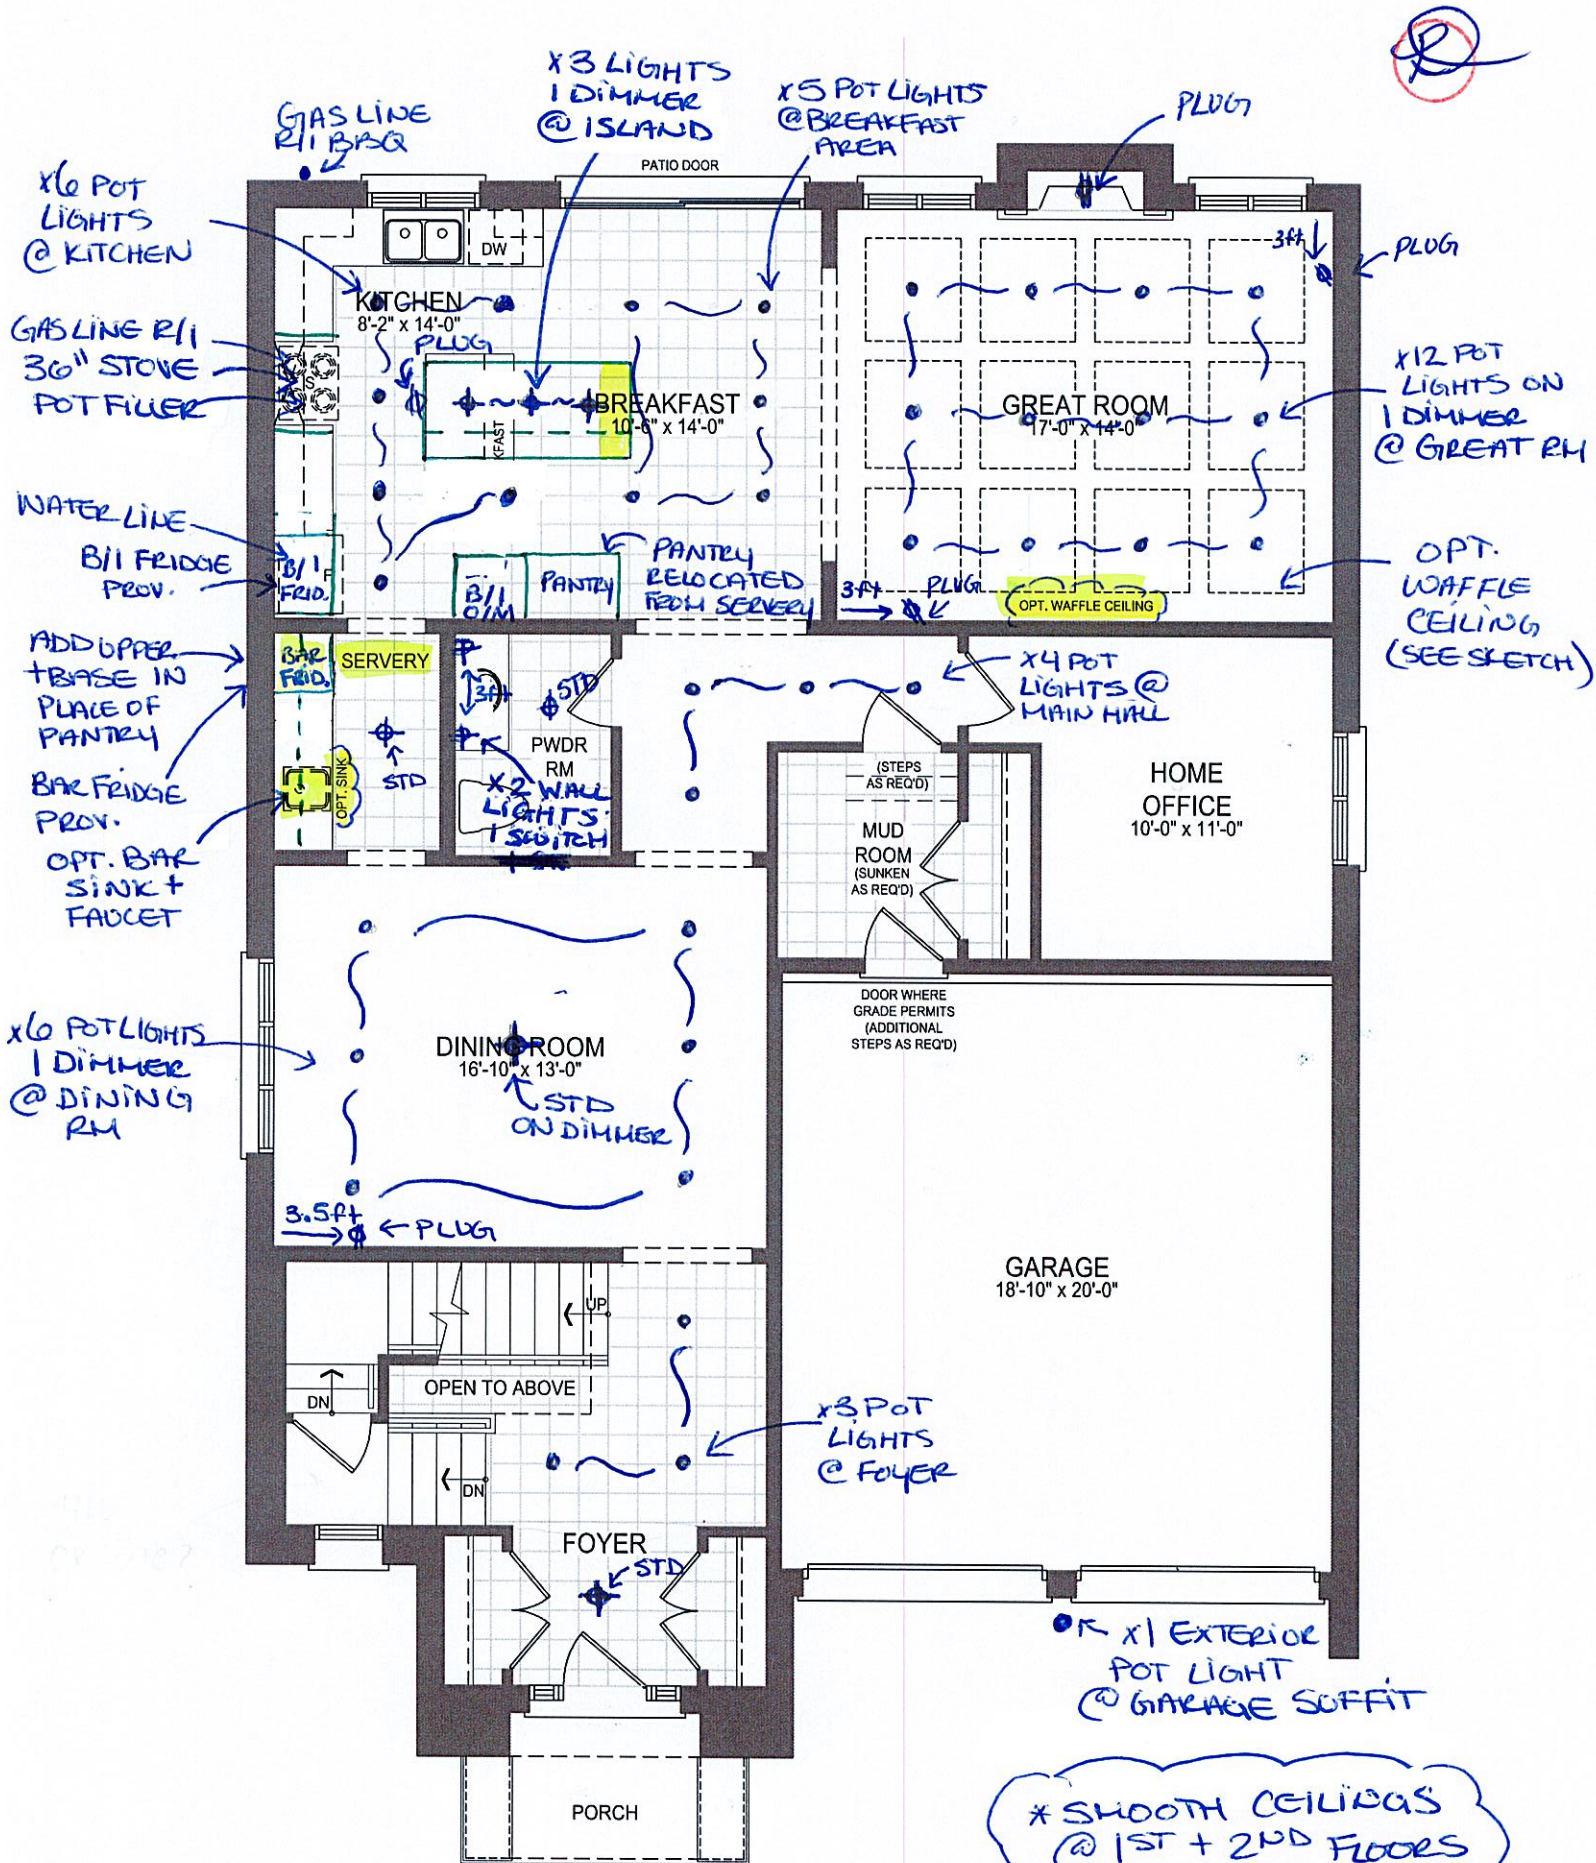 x3 LIGHTS
1 DIMMER
@ ISLAND
x5 POT LIGHTS
@ BREAKFAST
AREA
PLUG
GAS LINE
R/I BBQ
PATIO DOOR
x6 POT
LIGHTS
@ KITCHEN
DW
3ft
PLUG
KITCHEN
8'-2" x 14'-0"
PLUG
GAS LINE R/I
36" STOVE
POT FILLER
S
BREAKFAST
10'-6" x 14'-0"
KFAST
GREAT ROOM
17'-0" x 14'-0"
x12 POT
LIGHTS ON
1 DIMMER
@ GREAT RM
WATER LINE
B/I FRIDGE
PROV.
B/I
FRID.
F
B/I
O/M
PANTRY
PANTRY
RELOCATED
FROM SERVERY
3ft
PLUG
OPT. WAFFLE CEILING
OPT.
WAFFLE
CEILING
(SEE SKETCH)
ADD UPPER
+ BASE IN
PLACE OF
PANTRY
BAR
FRID.
SERVERY
3ft
STD
PWDR
RM
x4 POT
LIGHTS @
MAIN HALL
BAR FRIDGE
PROV.
OPT. SINK
STD
x2 WALL
LIGHTS
1 SWITCH
(STEPS
AS REQ'D)
MUD
ROOM
(SUNKEN
AS REQ'D)
HOME
OFFICE
10'-0" x 11'-0"
OPT. BAR
SINK +
FAUCET
DOOR WHERE
GRADE PERMITS
(ADDITIONAL
STEPS AS REQ'D)
x6 POT LIGHTS
1 DIMMER
@ DINING
RM
DINING ROOM
16'-10" x 13'-0"
STD
ON DIMMER
3.5ft
PLUG
GARAGE
18'-10" x 20'-0"
UP
OPEN TO ABOVE
DN
DN
x3 POT
LIGHTS
@ FOYER
FOYER
STD
x1 EXTERIOR
POT LIGHT
@ GARAGE SOFFIT
PORCH
* SMOOTH CEILINGS
@ 1ST + 2ND FLOORS